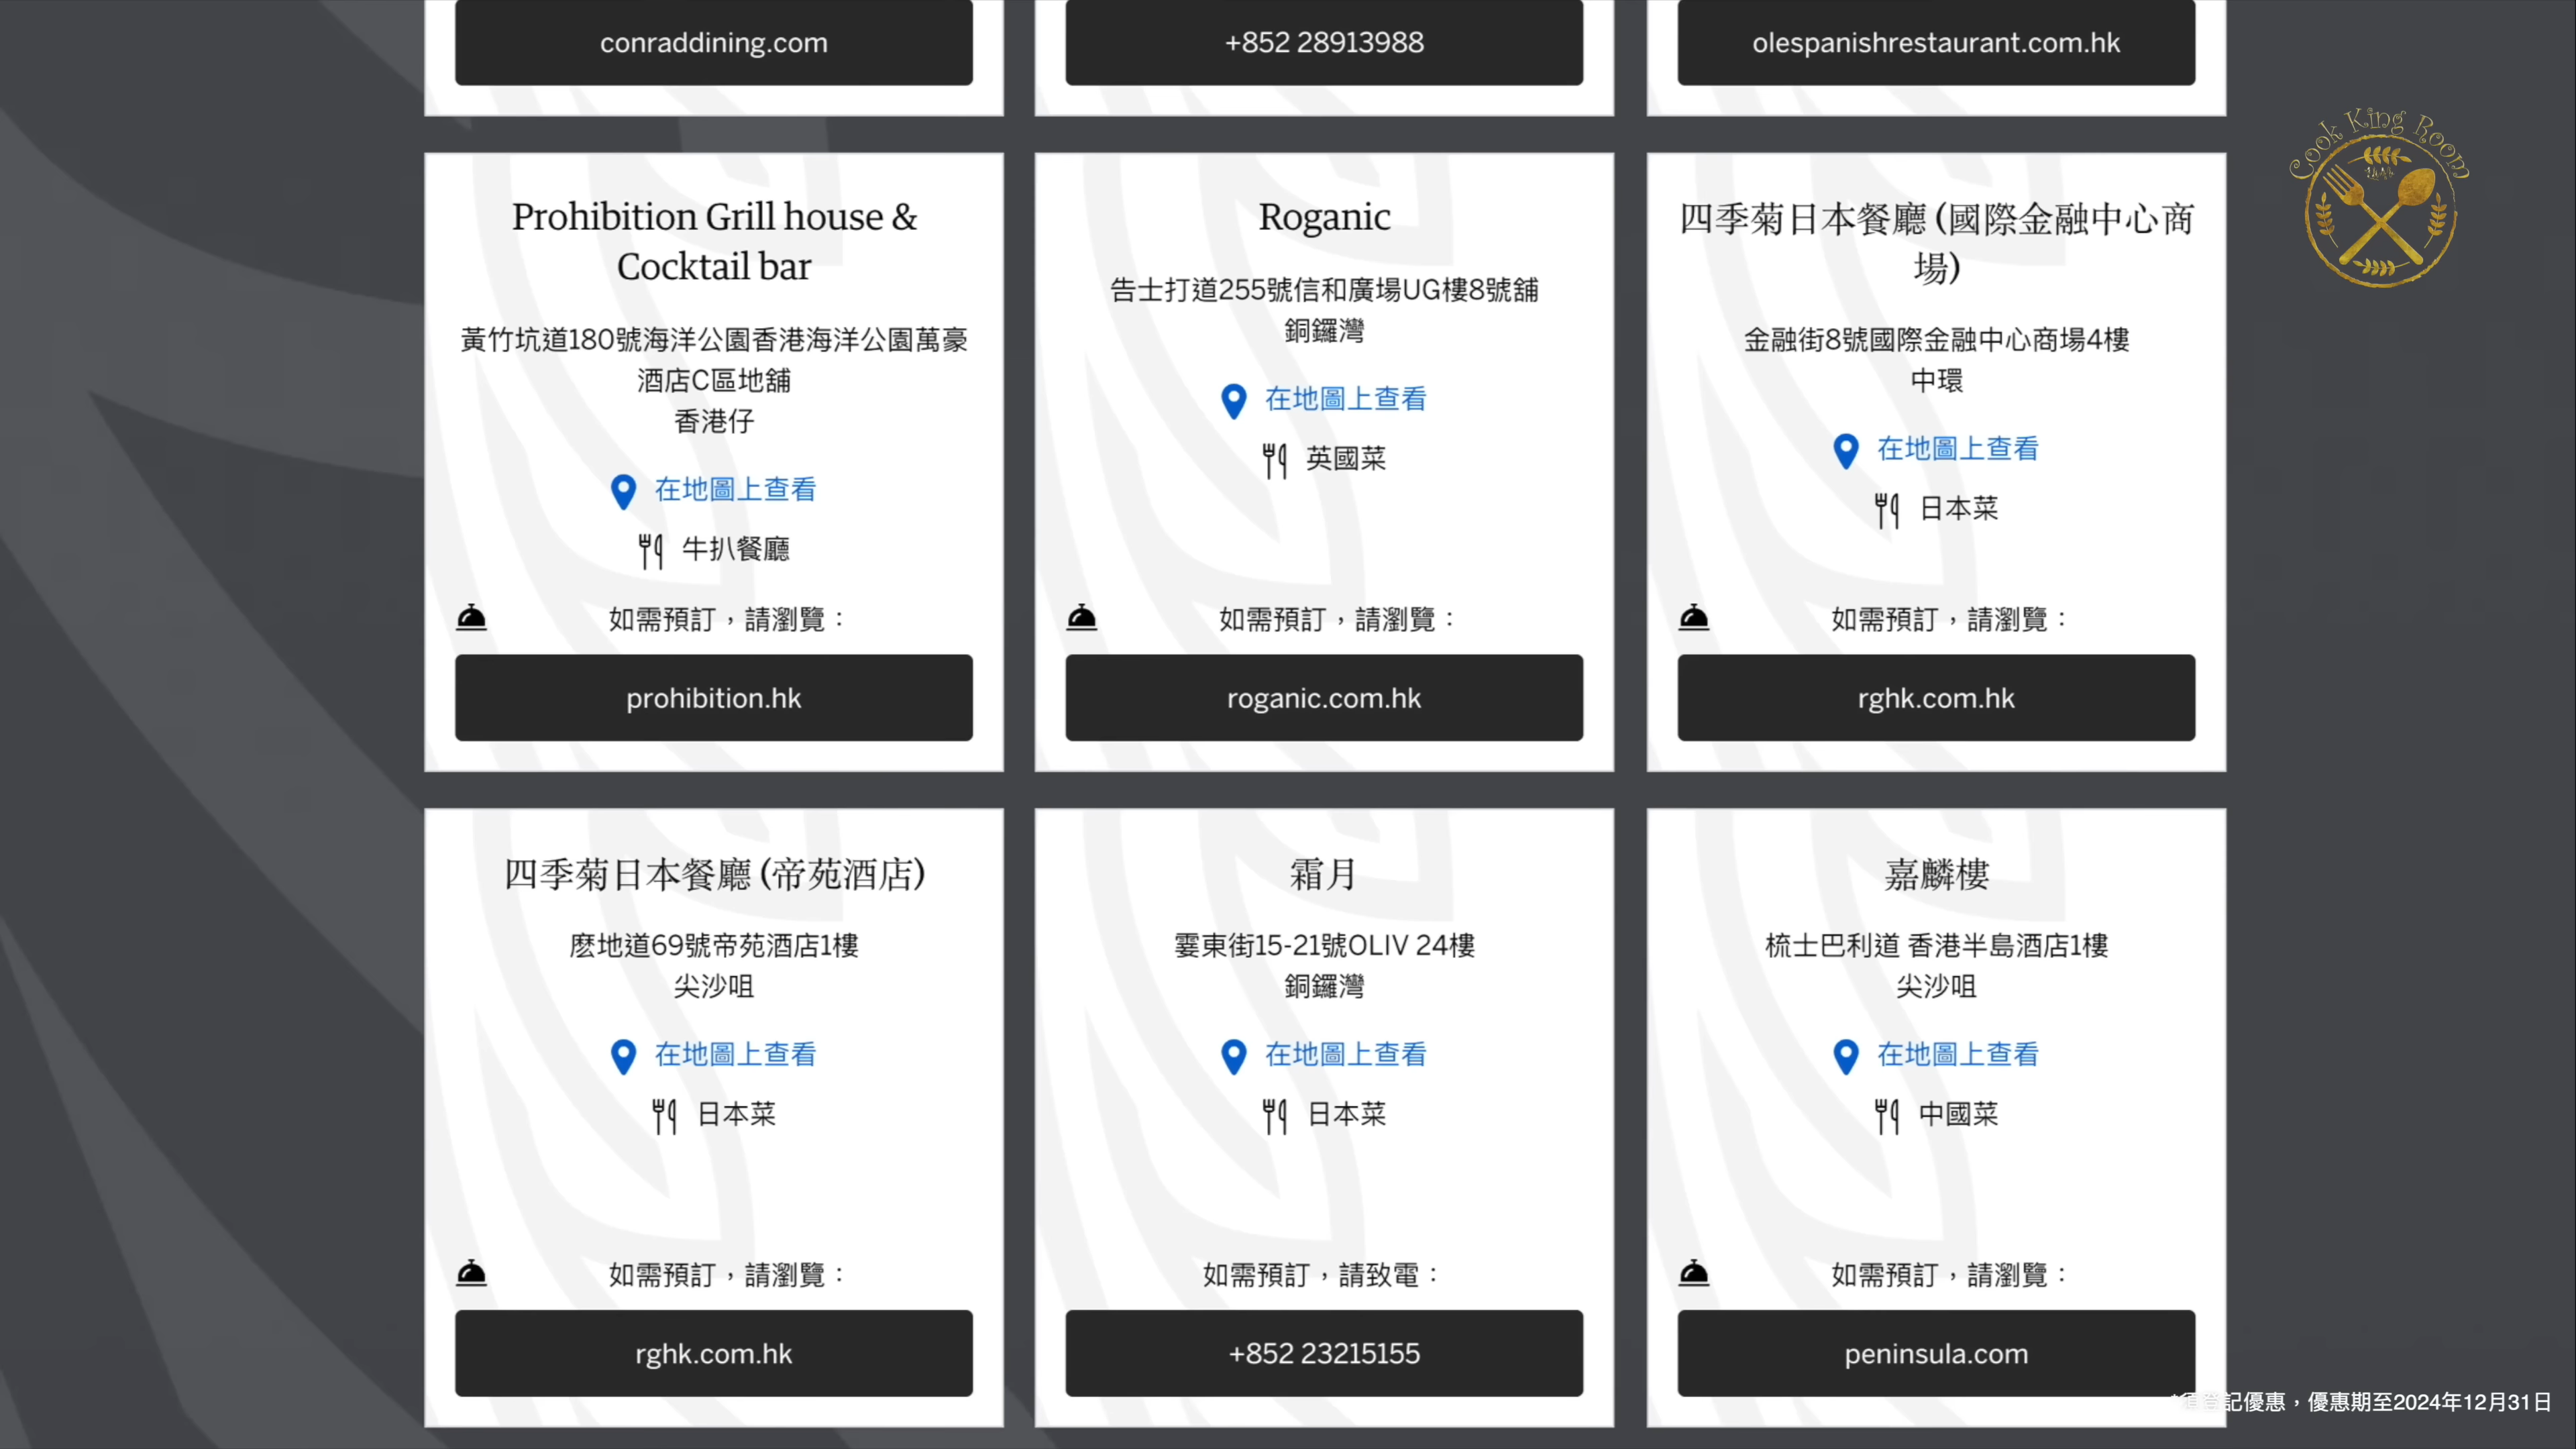 conraddining.com
+852 28913988
olespanishrestaurant.com.hk
Cook King Room
Prohibition Grill house &
Cocktail bar
黃竹坑道180號海洋公園香港海洋公園萬豪
酒店C區地舖
香港仔
在地圖上查看
牛扒餐廳
如需預訂，請瀏覽：
prohibition.hk
Roganic
告士打道255號信和廣場UG樓8號舖
銅鑼灣
在地圖上查看
英國菜
如需預訂，請瀏覽：
roganic.com.hk
四季菊日本餐廳 (國際金融中心商
場)
金融街8號國際金融中心商場4樓
中環
在地圖上查看
日本菜
如需預訂，請瀏覽：
rghk.com.hk
四季菊日本餐廳 (帝苑酒店)
麼地道69號帝苑酒店1樓
尖沙咀
在地圖上查看
日本菜
如需預訂，請瀏覽：
rghk.com.hk
霜月
霎東街15-21號OLIV 24樓
銅鑼灣
在地圖上查看
日本菜
如需預訂，請致電：
+852 23215155
嘉麟樓
梳士巴利道 香港半島酒店1樓
尖沙咀
在地圖上查看
中國菜
如需預訂，請瀏覽：
peninsula.com
記優惠，優惠期至2024年12月31日